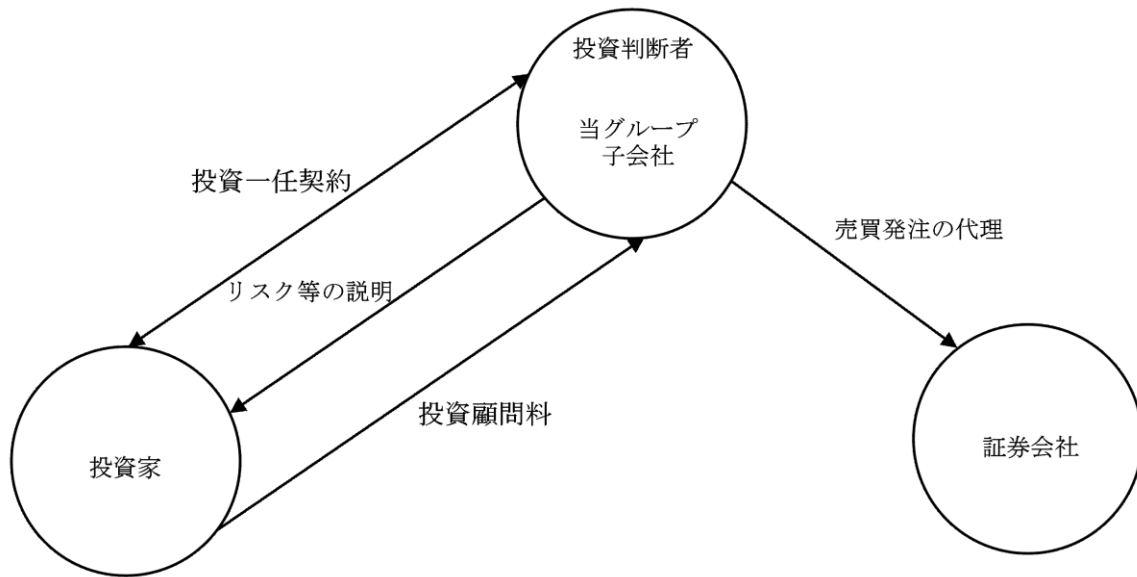 投資判断者
当グループ
子会社
投資一任契約
売買発注の代理
リスク等の説明
投資顧問料
投資家
証券会社